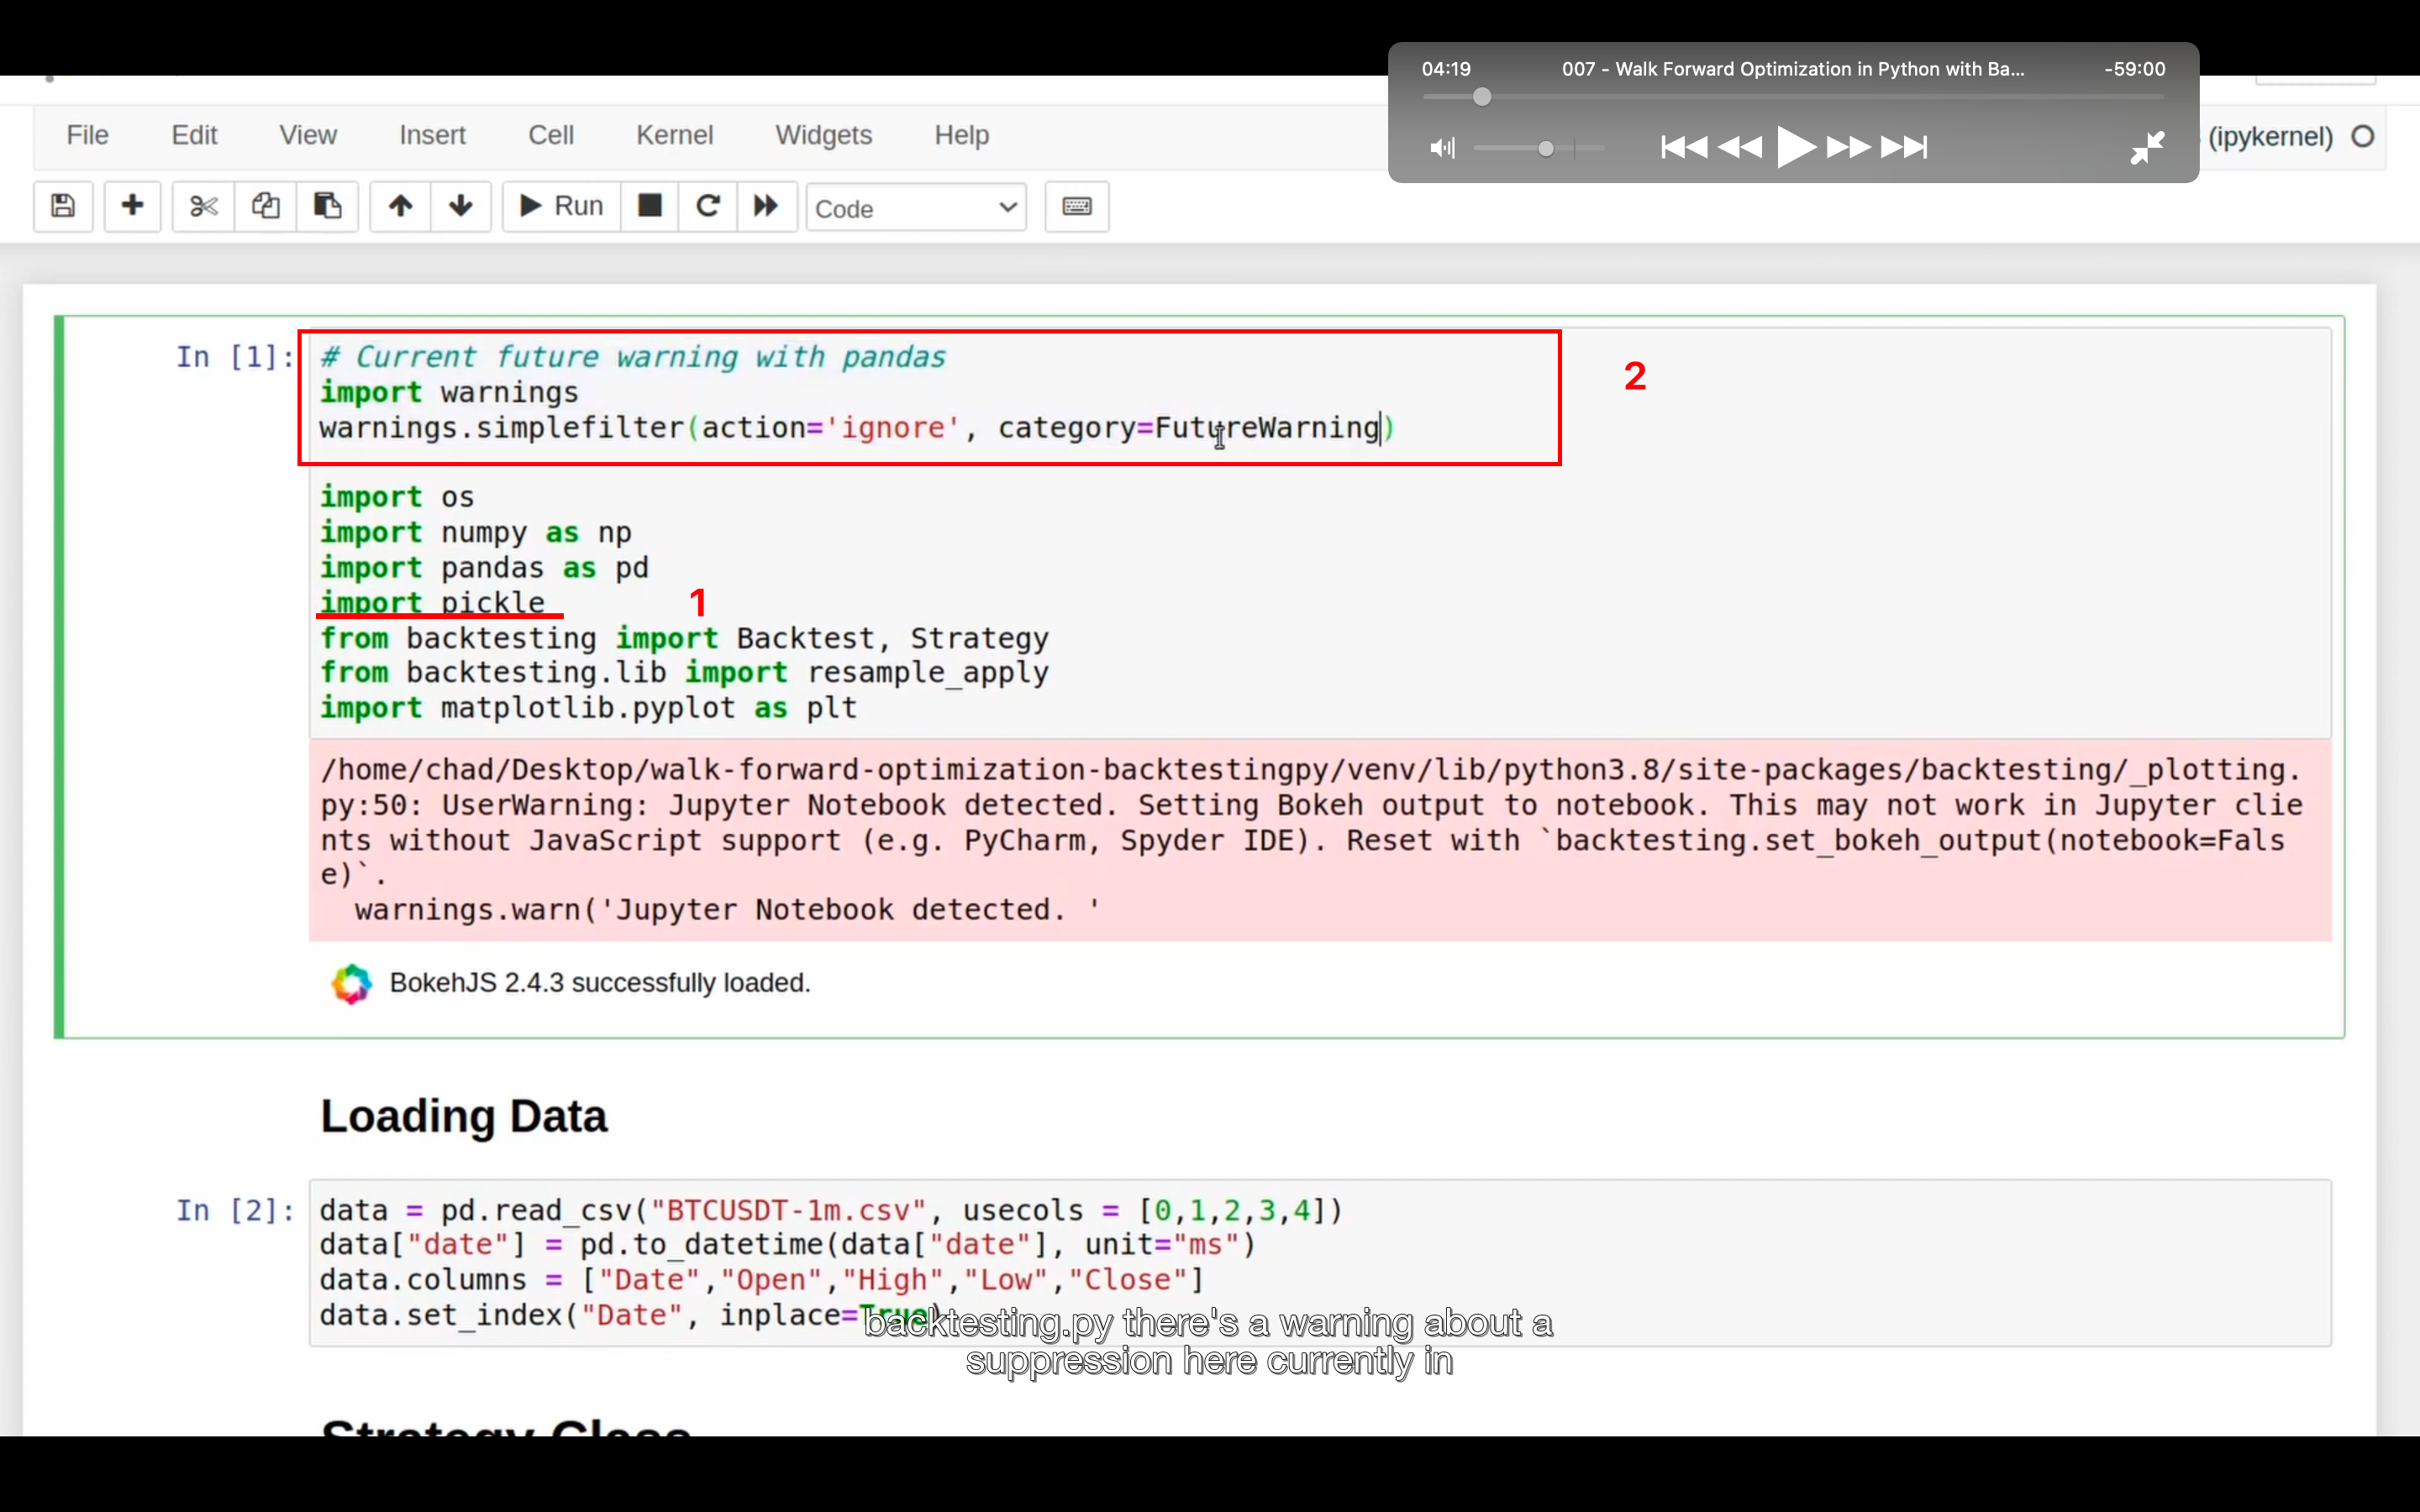 04:19 007 - Walk Forward Optimization in Python with Ba... -59:00
File Edit View Insert Cell Kernel Widgets Help (ipykernel)
Run Code
In [1]: # Current future warning with pandas
2
import warnings
warnings.simplefilter(action='ignore', category=FutureWarning)
import os
import numpy as np
import pandas as pd
import pickle
1
from backtesting import Backtest, Strategy
from backtesting.lib import resample_apply
import matplotlib.pyplot as plt
/home/chad/Desktop/walk-forward-optimization-backtestingpy/venv/lib/python3.8/site-packages/backtesting/_plotting.
py:50: UserWarning: Jupyter Notebook detected. Setting Bokeh output to notebook. This may not work in Jupyter clie
nts without JavaScript support (e.g. PyCharm, Spyder IDE). Reset with `backtesting.set_bokeh_output(notebook=Fals
e)`.
warnings.warn('Jupyter Notebook detected. '
BokehJS 2.4.3 successfully loaded.
Loading Data
In [2]: data = pd.read_csv("BTCUSDT-1m.csv", usecols = [0,1,2,3,4])
data["date"] = pd.to_datetime(data["date"], unit="ms")
data.columns = ["Date","Open","High","Low","Close"]
data.set_index("Date", inplace=True)
backtesting.py there's a warning about a
suppression here currently in
Strategy Class